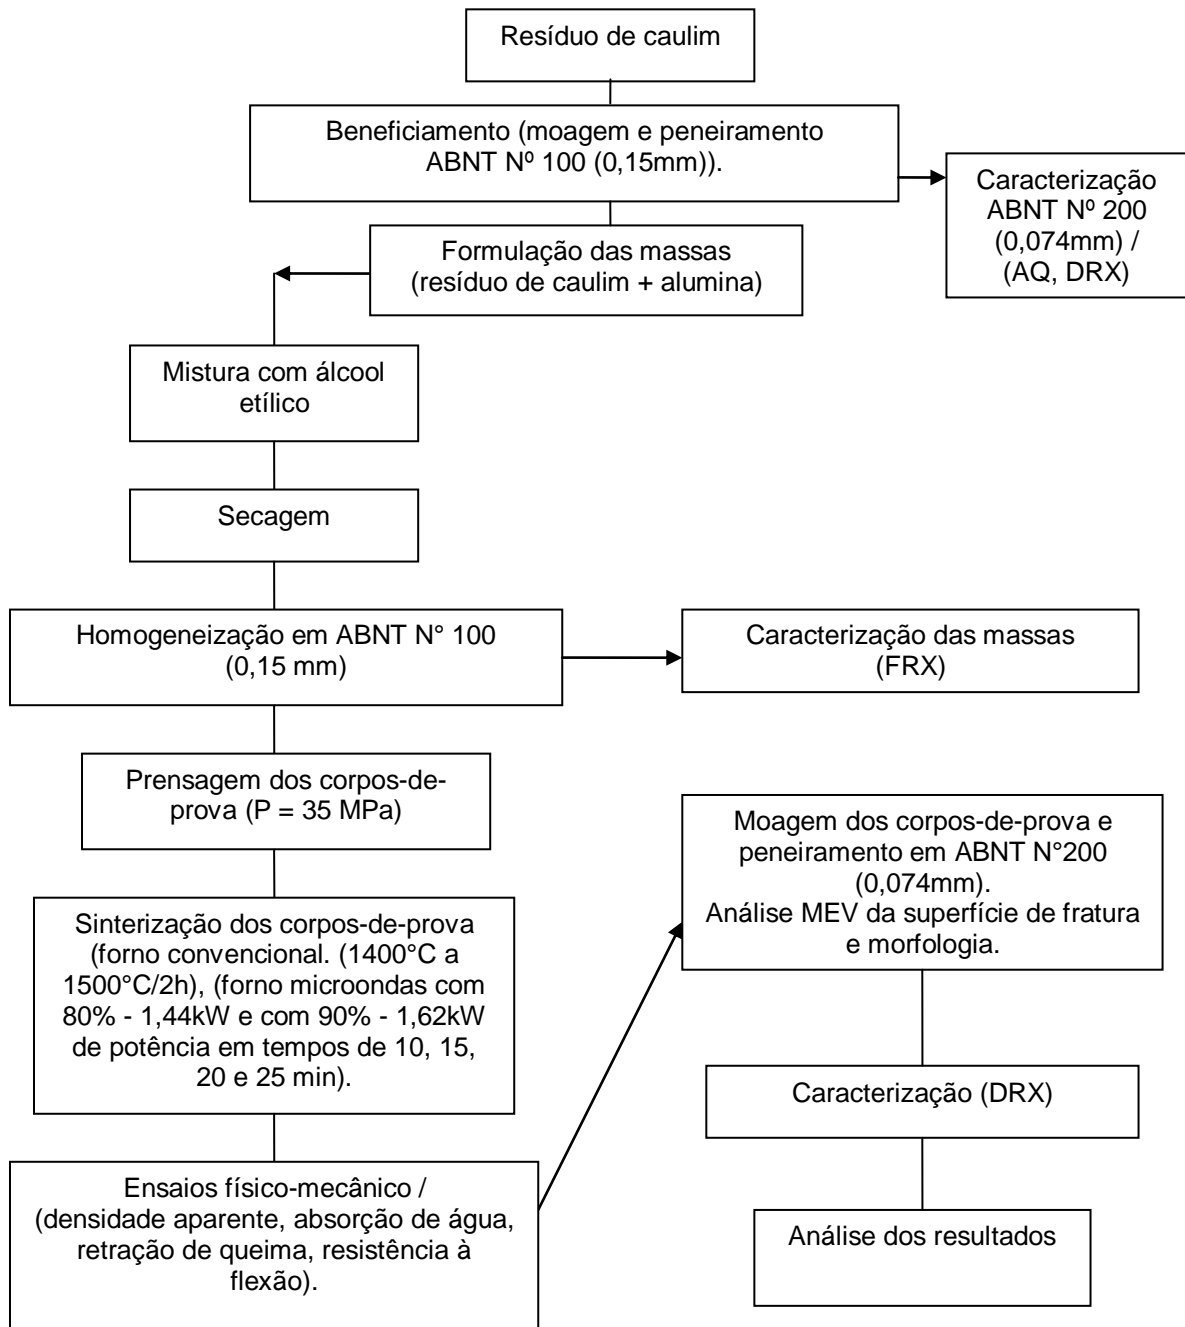 Resíduo de caulim
Beneficiamento (moagem e peneiramento
ABNT Nº 100 (0,15mm)).
Caracterização
ABNT Nº 200
(0,074mm) /
(AQ, DRX)
Formulação das massas
(resíduo de caulim + alumina)
Mistura com álcool
etílico
Secagem
Homogeneização em ABNT N° 100
(0,15 mm)
Caracterização das massas
(FRX)
Prensagem dos corpos-de-
prova (P = 35 MPa)
Sinterização dos corpos-de-prova
(forno convencional. (1400°C a
1500°C/2h), (forno microondas com
80% - 1,44kW e com 90% - 1,62kW
de potência em tempos de 10, 15,
20 e 25 min).
Ensaios físico-mecânico /
(densidade aparente, absorção de água,
retração de queima, resistência à
flexão).
Moagem dos corpos-de-prova e
peneiramento em ABNT N°200
(0,074mm).
Análise MEV da superfície de fratura
e morfologia.
Caracterização (DRX)
Análise dos resultados